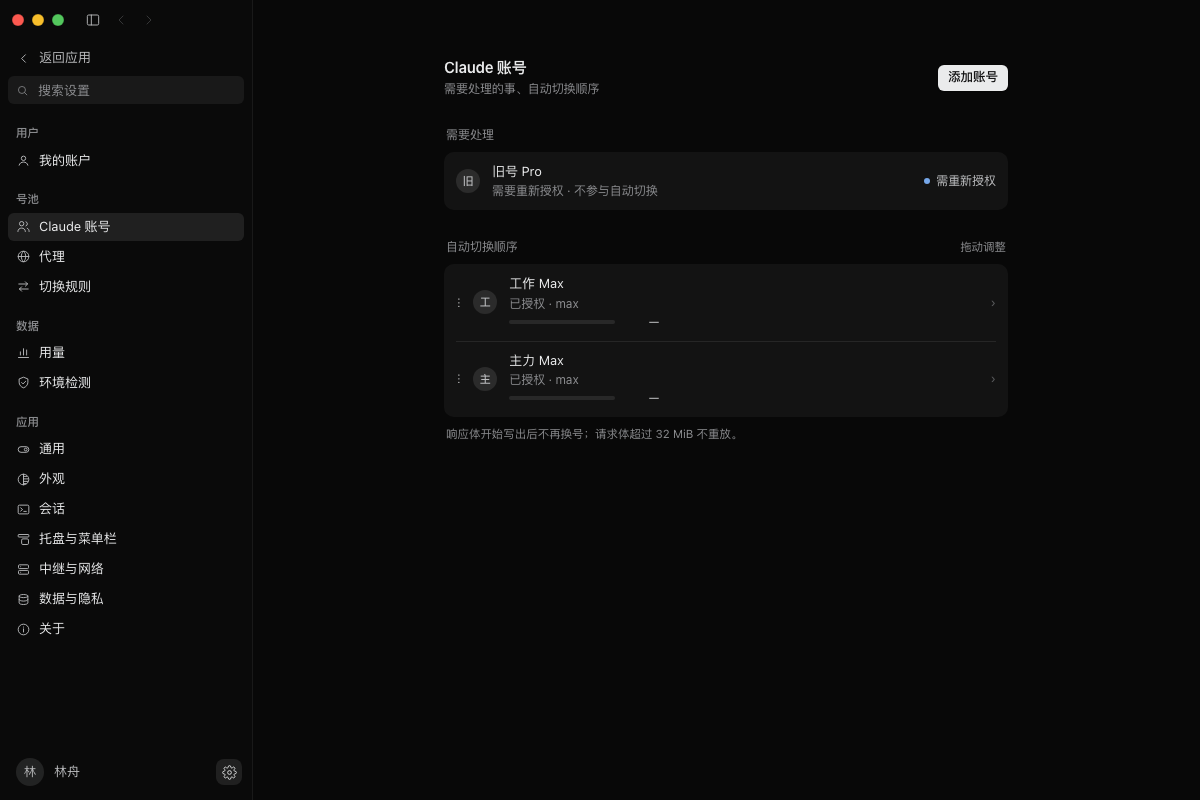 返回应用
搜索设置
用户
我的账户
号池
Claude 账号
代理
切换规则
数据
用量
环境检测
应用
通用
外观
会话
托盘与菜单栏
中继与网络
数据与隐私
关于
林 林舟
Claude 账号
需要处理的事、自动切换顺序
添加账号
需要处理
旧 旧号 Pro
需要重新授权 · 不参与自动切换
需重新授权
自动切换顺序 拖动调整
工 工作 Max
已授权 · max
—
主 主力 Max
已授权 · max
—
响应体开始写出后不再换号；请求体超过 32 MiB 不重放。